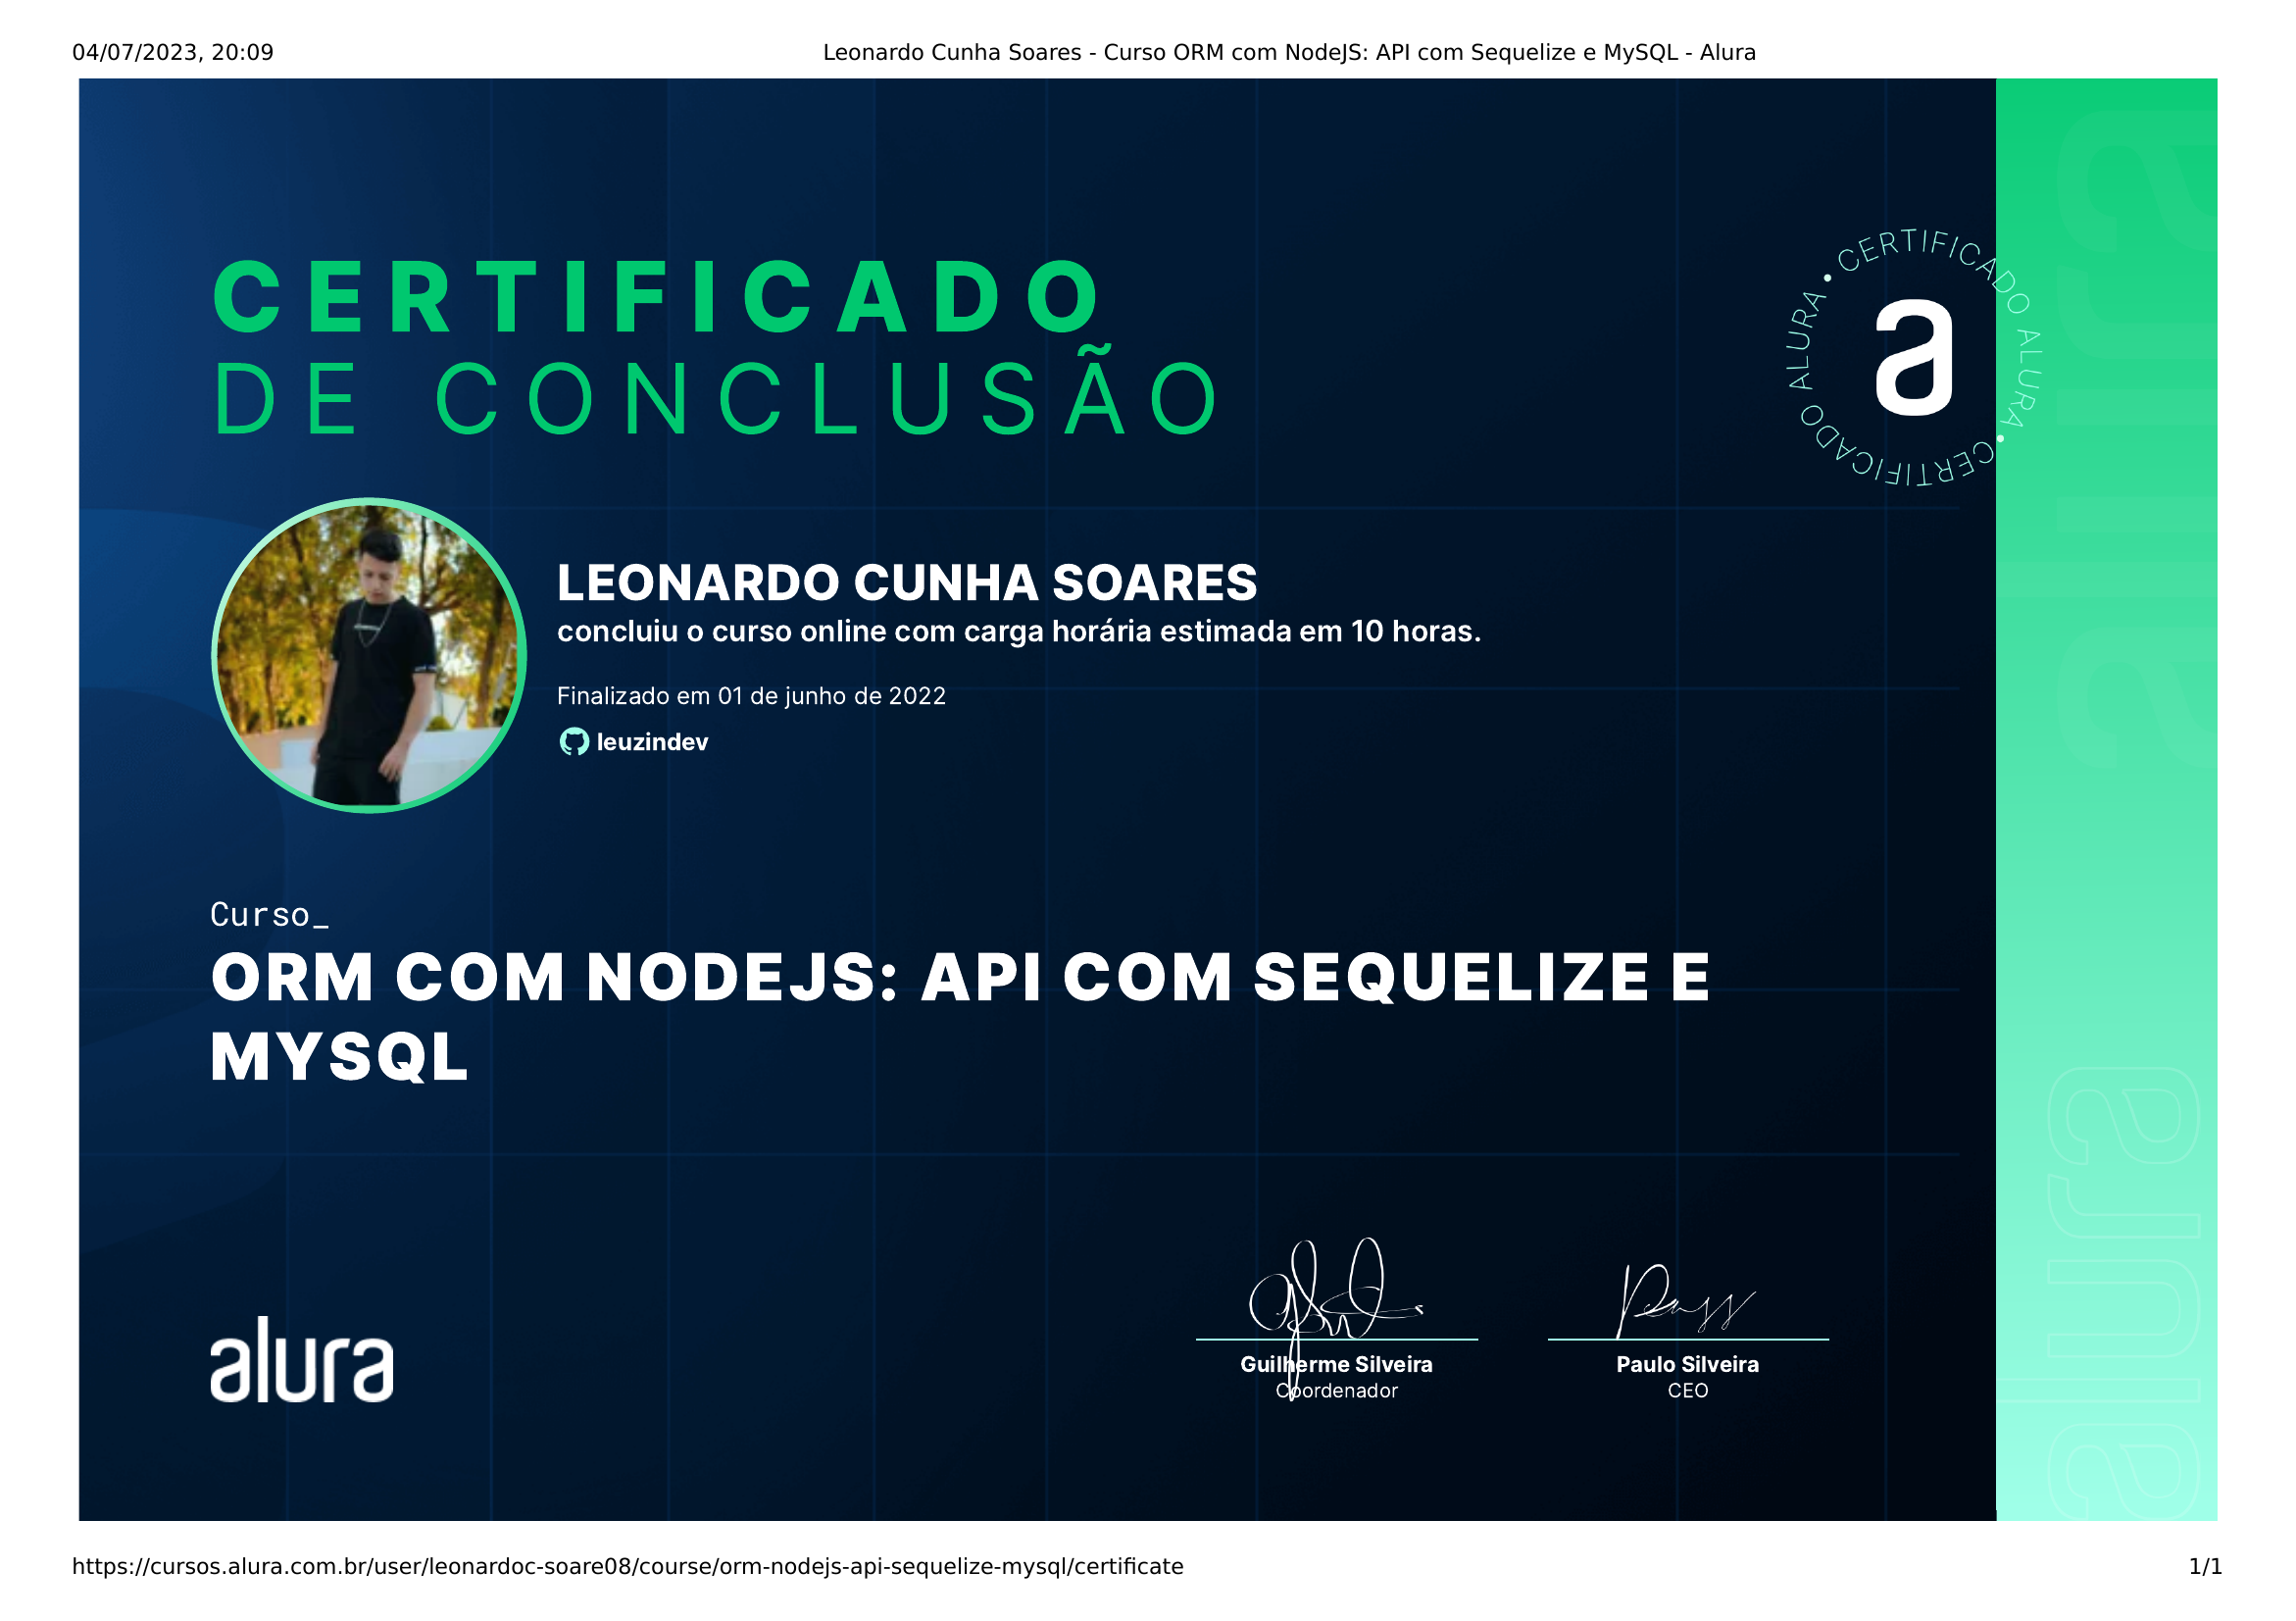 04/07/2023, 20:09
Leonardo Cunha Soares - Curso ORM com NodeJS: API com Sequelize e MySQL - Alura
CERTIFICADO
DE CONCLUSÃO
CERTIFICADO ALURA • CERTIFICADO ALURA •
a
LEONARDO CUNHA SOARES
concluiu o curso online com carga horária estimada em 10 horas.
Finalizado em 01 de junho de 2022
leuzindev
Curso_
ORM COM NODEJS: API COM SEQUELIZE E
MYSQL
alura
Guilherme Silveira
Coordenador
Paulo Silveira
CEO
alura
alura
https://cursos.alura.com.br/user/leonardoc-soare08/course/orm-nodejs-api-sequelize-mysql/certificate
1/1